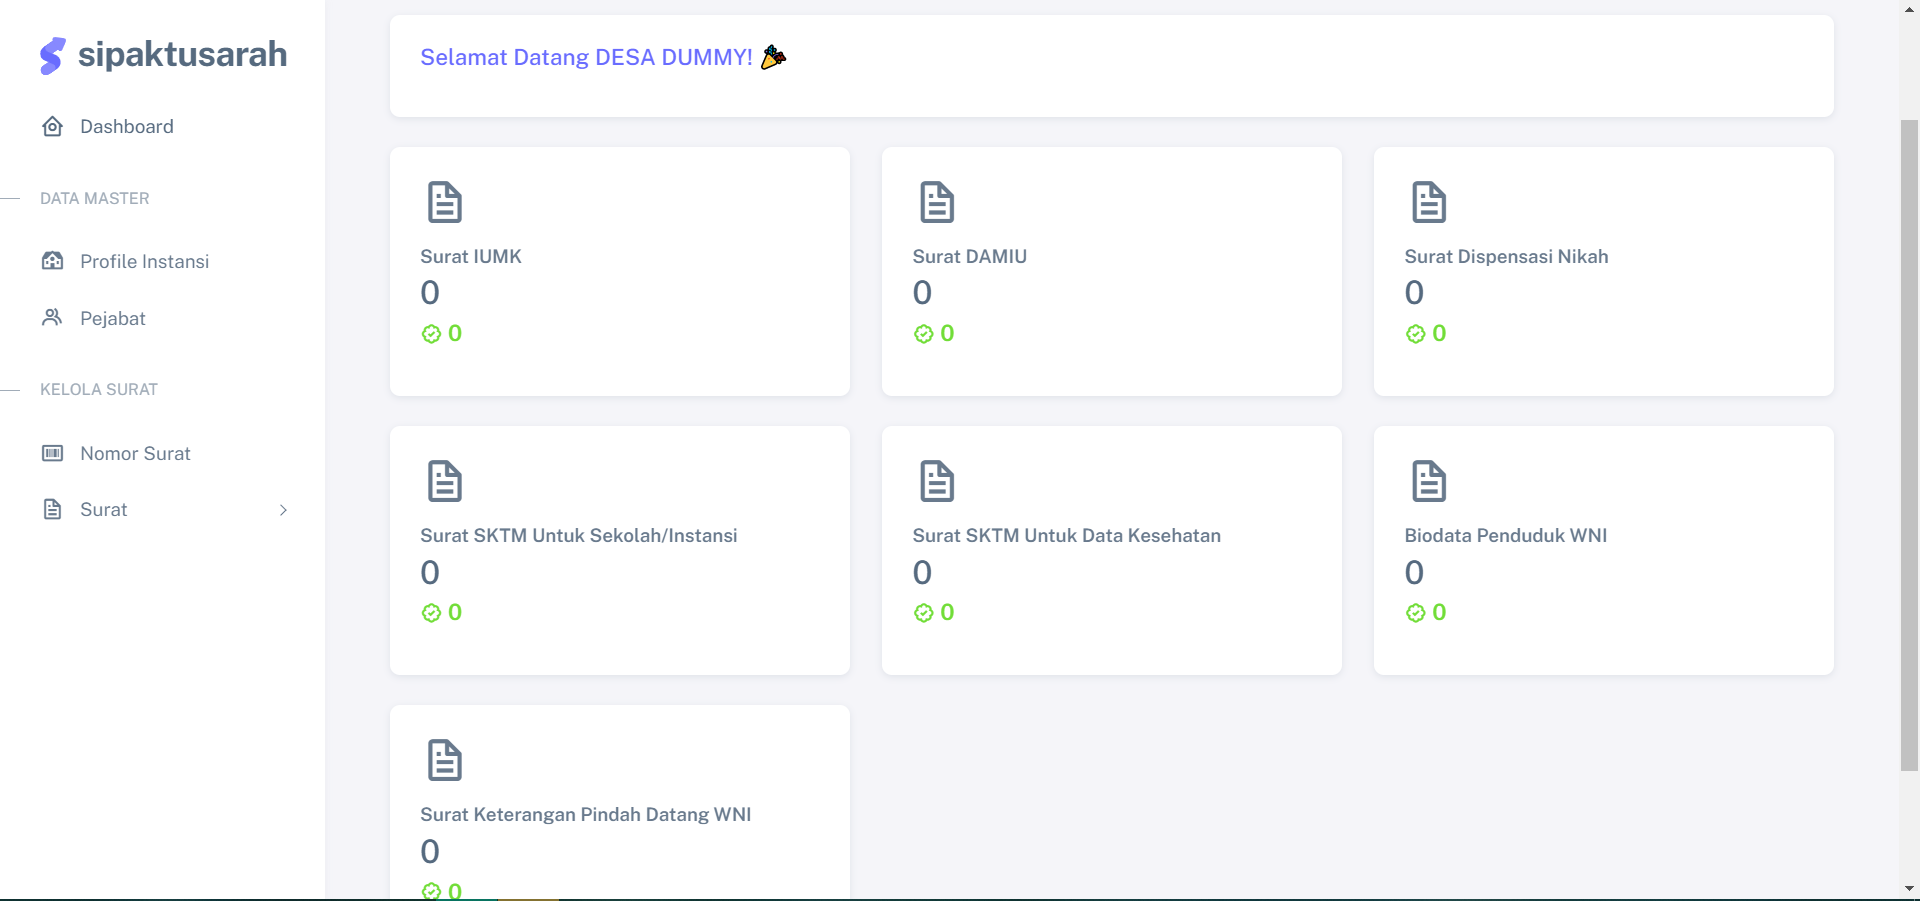 sipaktusarah
Dashboard
DATA MASTER
Profile Instansi
Pejabat
KELOLA SURAT
Nomor Surat
Surat
Selamat Datang DESA DUMMY! 🎉
Surat IUMK
0
0
Surat DAMIU
0
0
Surat Dispensasi Nikah
0
0
Surat SKTM Untuk Sekolah/Instansi
0
0
Surat SKTM Untuk Data Kesehatan
0
0
Biodata Penduduk WNI
0
0
Surat Keterangan Pindah Datang WNI
0
0